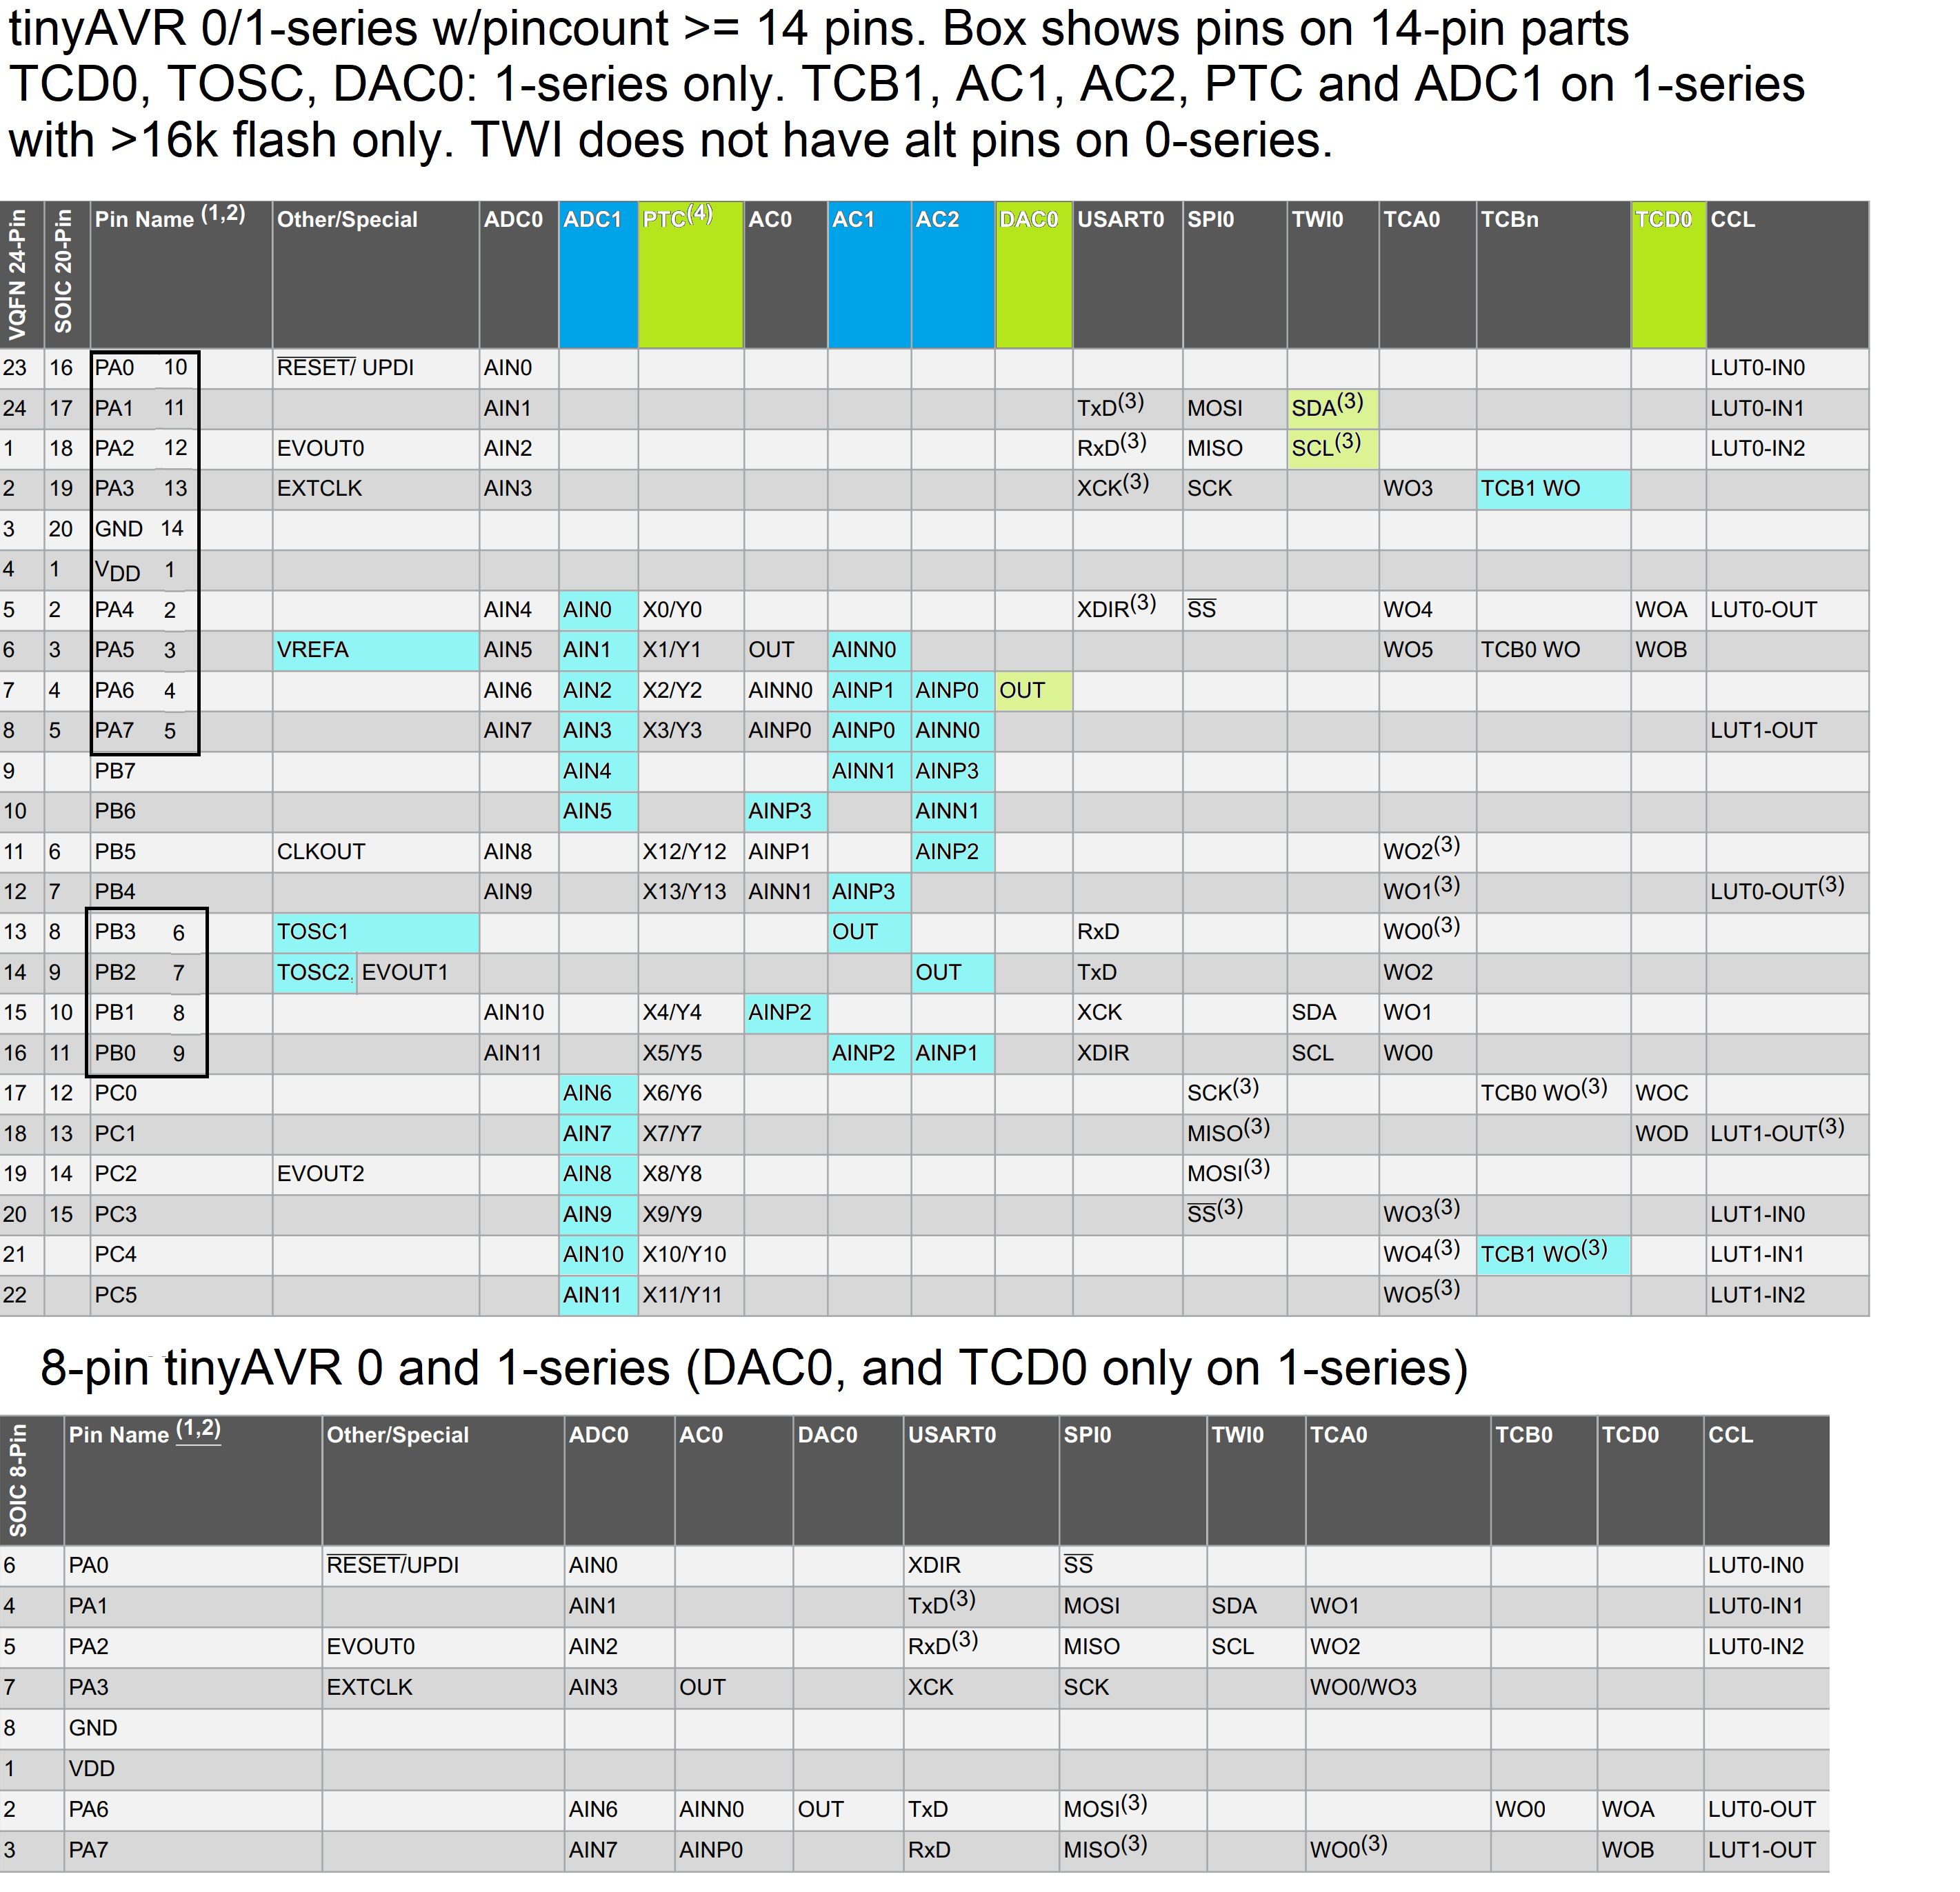 tinyAVR 0/1-series w/pincount >= 14 pins. Box shows pins on 14-pin parts
TCD0, TOSC, DAC0: 1-series only. TCB1, AC1, AC2, PTC and ADC1 on 1-series
with >16k flash only. TWI does not have alt pins on 0-series.
VQFN 24-Pin SOIC 20-Pin Pin Name (1,2) Other/Special ADC0 ADC1 PTC(4) AC0 AC1 AC2 DAC0 USART0 SPI0 TWI0 TCA0 TCBn TCD0 CCL
23 16 PA0 10 RESET/ UPDI AIN0 LUT0-IN0
24 17 PA1 11 AIN1 TxD(3) MOSI SDA(3) LUT0-IN1
1 18 PA2 12 EVOUT0 AIN2 RxD(3) MISO SCL(3) LUT0-IN2
2 19 PA3 13 EXTCLK AIN3 XCK(3) SCK WO3 TCB1 WO
3 20 GND 14
4 1 VDD 1
5 2 PA4 2 AIN4 AIN0 X0/Y0 XDIR(3) SS WO4 WOA LUT0-OUT
6 3 PA5 3 VREFA AIN5 AIN1 X1/Y1 OUT AINN0 WO5 TCB0 WO WOB
7 4 PA6 4 AIN6 AIN2 X2/Y2 AINN0 AINP1 AINP0 OUT
8 5 PA7 5 AIN7 AIN3 X3/Y3 AINP0 AINP0 AINN0 LUT1-OUT
9 PB7 AIN4 AINN1 AINP3
10 PB6 AIN5 AINP3 AINN1
11 6 PB5 CLKOUT AIN8 X12/Y12 AINP1 AINP2 WO2(3)
12 7 PB4 AIN9 X13/Y13 AINN1 AINP3 WO1(3) LUT0-OUT(3)
13 8 PB3 6 TOSC1 OUT RxD WO0(3)
14 9 PB2 7 TOSC2, EVOUT1 OUT TxD WO2
15 10 PB1 8 AIN10 X4/Y4 AINP2 XCK SDA WO1
16 11 PB0 9 AIN11 X5/Y5 AINP2 AINP1 XDIR SCL WO0
17 12 PC0 AIN6 X6/Y6 SCK(3) TCB0 WO(3) WOC
18 13 PC1 AIN7 X7/Y7 MISO(3) WOD LUT1-OUT(3)
19 14 PC2 EVOUT2 AIN8 X8/Y8 MOSI(3)
20 15 PC3 AIN9 X9/Y9 SS(3) WO3(3) LUT1-IN0
21 PC4 AIN10 X10/Y10 WO4(3) TCB1 WO(3) LUT1-IN1
22 PC5 AIN11 X11/Y11 WO5(3) LUT1-IN2
8-pin tinyAVR 0 and 1-series (DAC0, and TCD0 only on 1-series)
SOIC 8-Pin Pin Name (1,2) Other/Special ADC0 AC0 DAC0 USART0 SPI0 TWI0 TCA0 TCB0 TCD0 CCL
6 PA0 RESET/UPDI AIN0 XDIR SS LUT0-IN0
4 PA1 AIN1 TxD(3) MOSI SDA WO1 LUT0-IN1
5 PA2 EVOUT0 AIN2 RxD(3) MISO SCL WO2 LUT0-IN2
7 PA3 EXTCLK AIN3 OUT XCK SCK WO0/WO3
8 GND
1 VDD
2 PA6 AIN6 AINN0 OUT TxD MOSI(3) WO0 WOA LUT0-OUT
3 PA7 AIN7 AINP0 RxD MISO(3) WO0(3) WOB LUT1-OUT